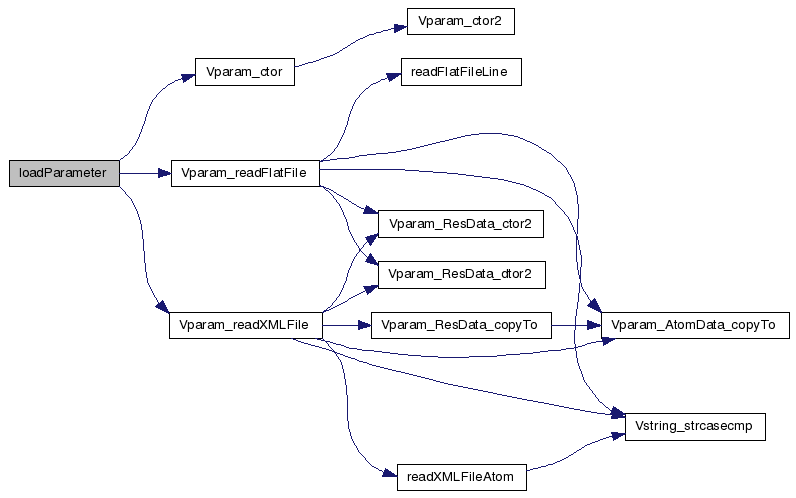 Vparam_ctor2
Vparam_ctor
readFlatFileLine
loadParameter
Vparam_readFlatFile
Vparam_ResData_ctor2
Vparam_ResData_dtor2
Vparam_readXMLFile
Vparam_ResData_copyTo
Vparam_AtomData_copyTo
Vstring_strcasecmp
readXMLFileAtom